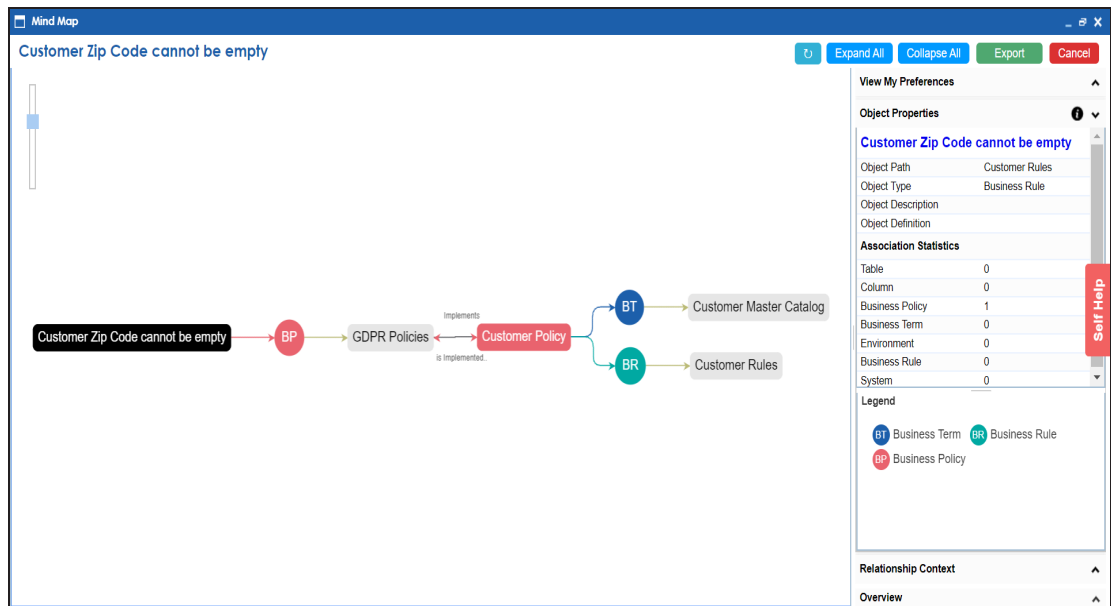 Mind Map
Customer Zip Code cannot be empty
Expand All
Collapse All
Export
Cancel
View My Preferences
Object Properties
i
Customer Zip Code cannot be empty
Object Path Customer Rules
Object Type Business Rule
Object Description
Object Definition
Association Statistics
Table 0
Column 0
Business Policy 1
Business Term 0
Environment 0
Business Rule 0
System 0
Self Help
Customer Zip Code cannot be empty
BP
GDPR Policies
Implements
is Implemented..
Customer Policy
BT
Customer Master Catalog
BR
Customer Rules
Legend
BT Business Term BR Business Rule
BP Business Policy
Relationship Context
Overview